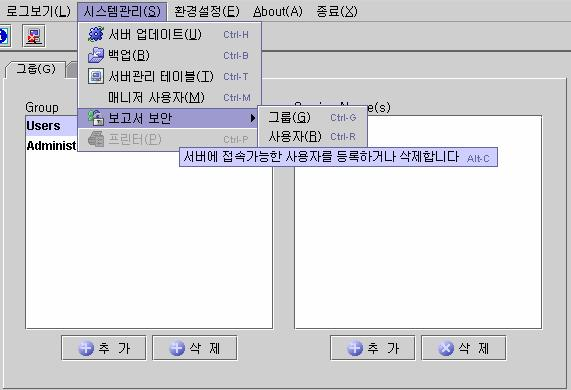 로그보기(L) 시스템관리(S) 환경설정(E) About(A) 종료(X)
서버 업데이트(U) Ctrl-H
백업(B) Ctrl-B
그룹(G)
서버관리 테이블(T) Ctrl-T
매니저 사용자(M) Ctrl-M
Group
보고서 보안
그룹(G) Ctrl-G
Users
프린터(P) Ctrl-P
사용자(R) Ctrl-R
Administ
서버에 접속가능한 사용자를 등록하거나 삭제합니다 Alt-C
추 가 삭 제 추 가 삭 제